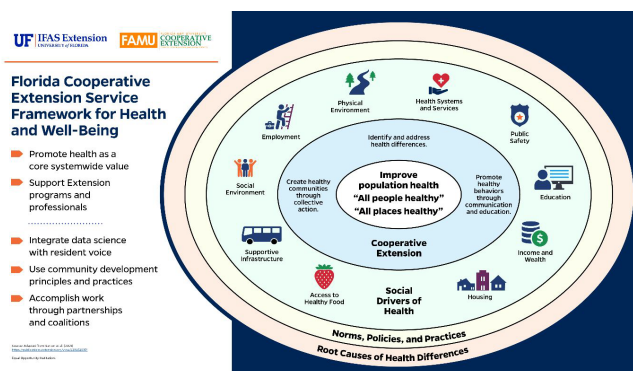 UF IFAS Extension
UNIVERSITY of FLORIDA
FAMU COOPERATIVE
EXTENSION
Florida Cooperative
Extension Service
Framework for Health
and Well-Being
Promote health as a
core systemwide value
Support Extension
programs and
professionals
Integrate data science
with resident voice
Use community development
principles and practices
Accomplish work
through partnerships
and coalitions
Equal Opportunity Institutions
Physical
Environment
Health Systems
and Services
Employment
Public
Safety
Identify and address
health differences.
Social
Environment
Create healthy
communities
through
collective
action.
Improve
population health
“All people healthy”
“All places healthy”
Promote
healthy
behaviors
through
communication
and education.
Education
Supportive
Infrastructure
Cooperative
Extension
Income and
Wealth
Access to
Healthy Food
Social
Drivers of
Health
Housing
Norms, Policies, and Practices
Root Causes of Health Differences